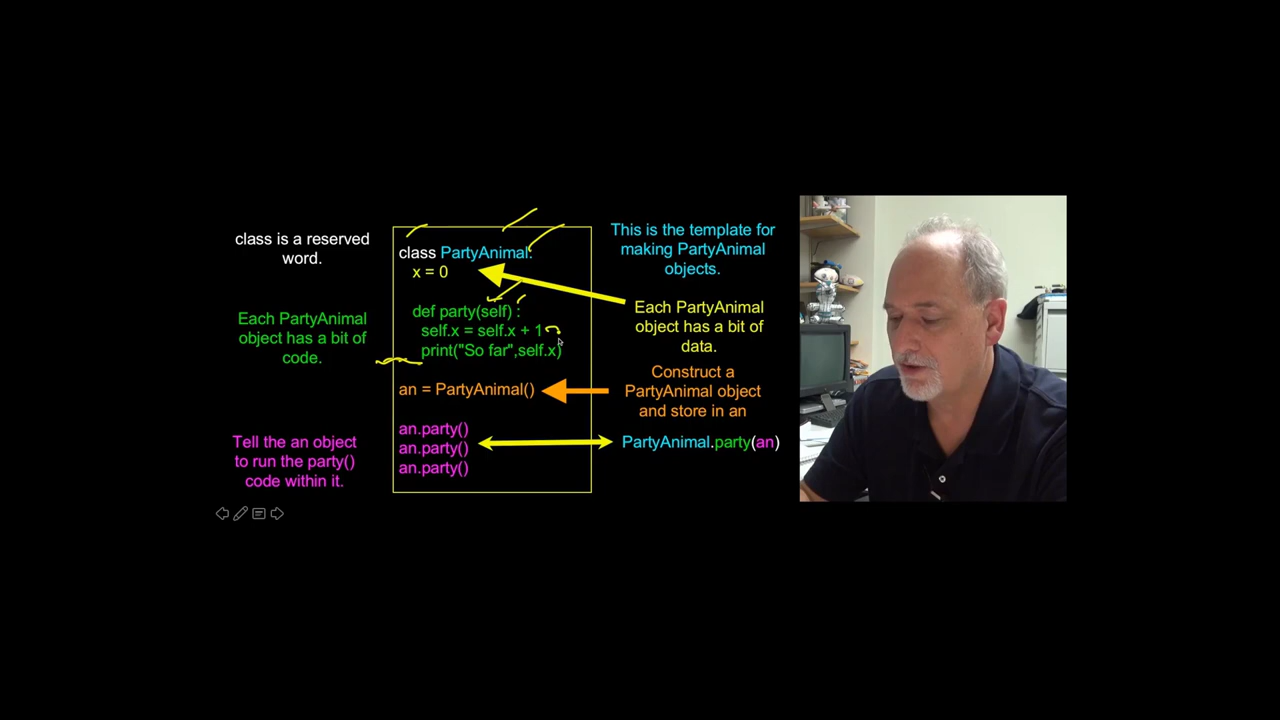 class is a reserved
word.
Each PartyAnimal
object has a bit of
code.
Tell the an object
to run the party()
code within it.
class PartyAnimal:
x = 0
def party(self) :
self.x = self.x + 1
print("So far",self.x)
an = PartyAnimal()
an.party()
an.party()
an.party()
This is the template for
making PartyAnimal
objects.
Each PartyAnimal
object has a bit of
data.
Construct a
PartyAnimal object
and store in an
PartyAnimal.party(an)